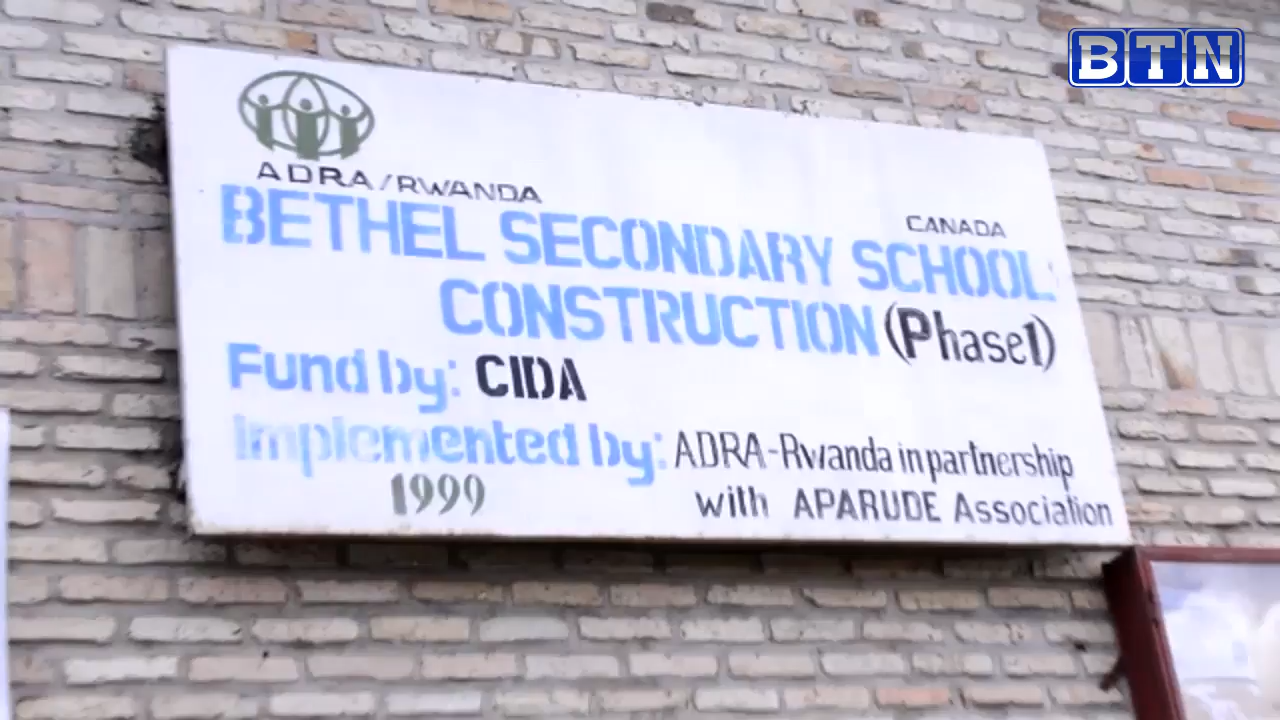 BTN
ADRA/RWANDA
CANADA
BETHEL SECONDARY SCHOOL
CONSTRUCTION (Phase1)
Fund by: CIDA
Implemented by: ADRA-Rwanda in partnership
1999 with APARUDE Association